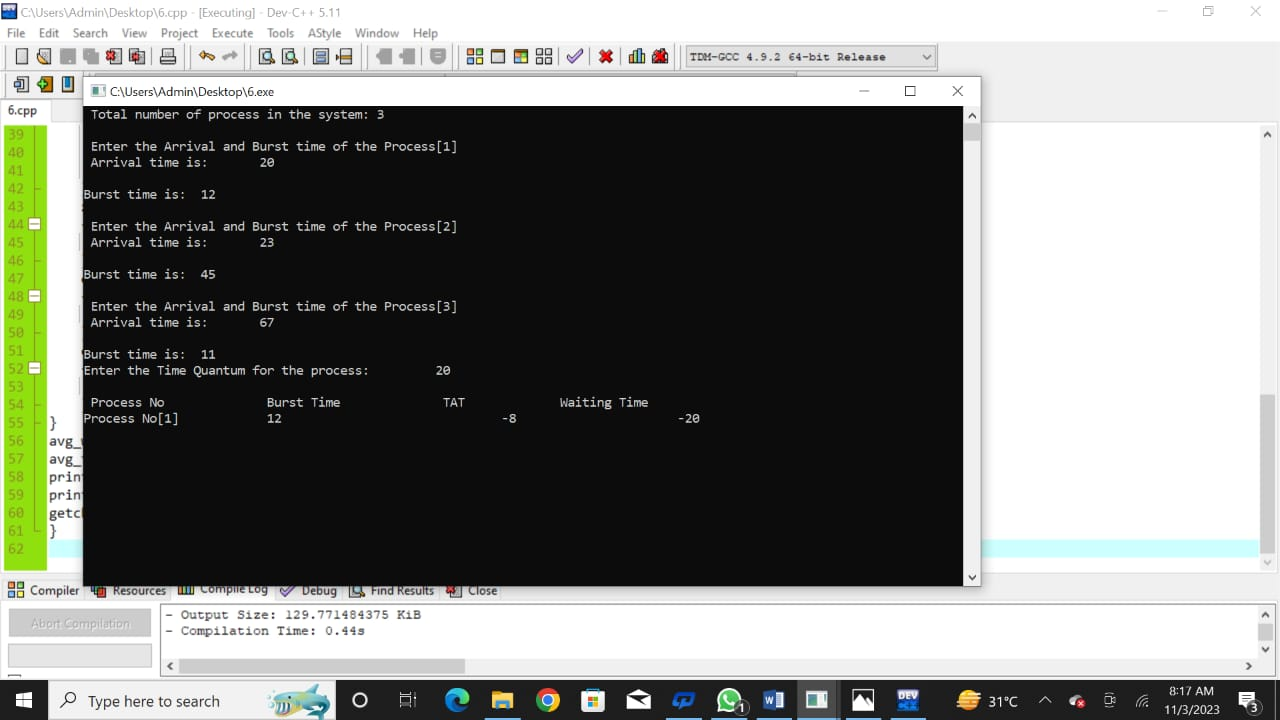 C:\Users\Admin\Desktop\6.cpp - [Executing] - Dev-C++ 5.11
File Edit Search View Project Execute Tools AStyle Window Help
TDM-GCC 4.9.2 64-bit Release
C:\Users\Admin\Desktop\6.exe
6.cpp
Total number of process in the system: 3
Enter the Arrival and Burst time of the Process[1]
Arrival time is: 20
Burst time is: 12
Enter the Arrival and Burst time of the Process[2]
Arrival time is: 23
Burst time is: 45
Enter the Arrival and Burst time of the Process[3]
Arrival time is: 67
Burst time is: 11
Enter the Time Quantum for the process: 20
Process No Burst Time TAT Waiting Time
Process No[1] 12 -8 -20
39
40
41
42
43
44
45
46
47
48
49
50
51
52
53
54
55 }
56 avg_
57 avg_
58 prin
59 prin
60 getc
61 }
62
Compiler Resources Compile Log Debug Find Results Close
Abort Compilation
- Output Size: 129.771484375 KiB
- Compilation Time: 0.44s
Type here to search
DEV
1
31°C
8:17 AM
11/3/2023
3